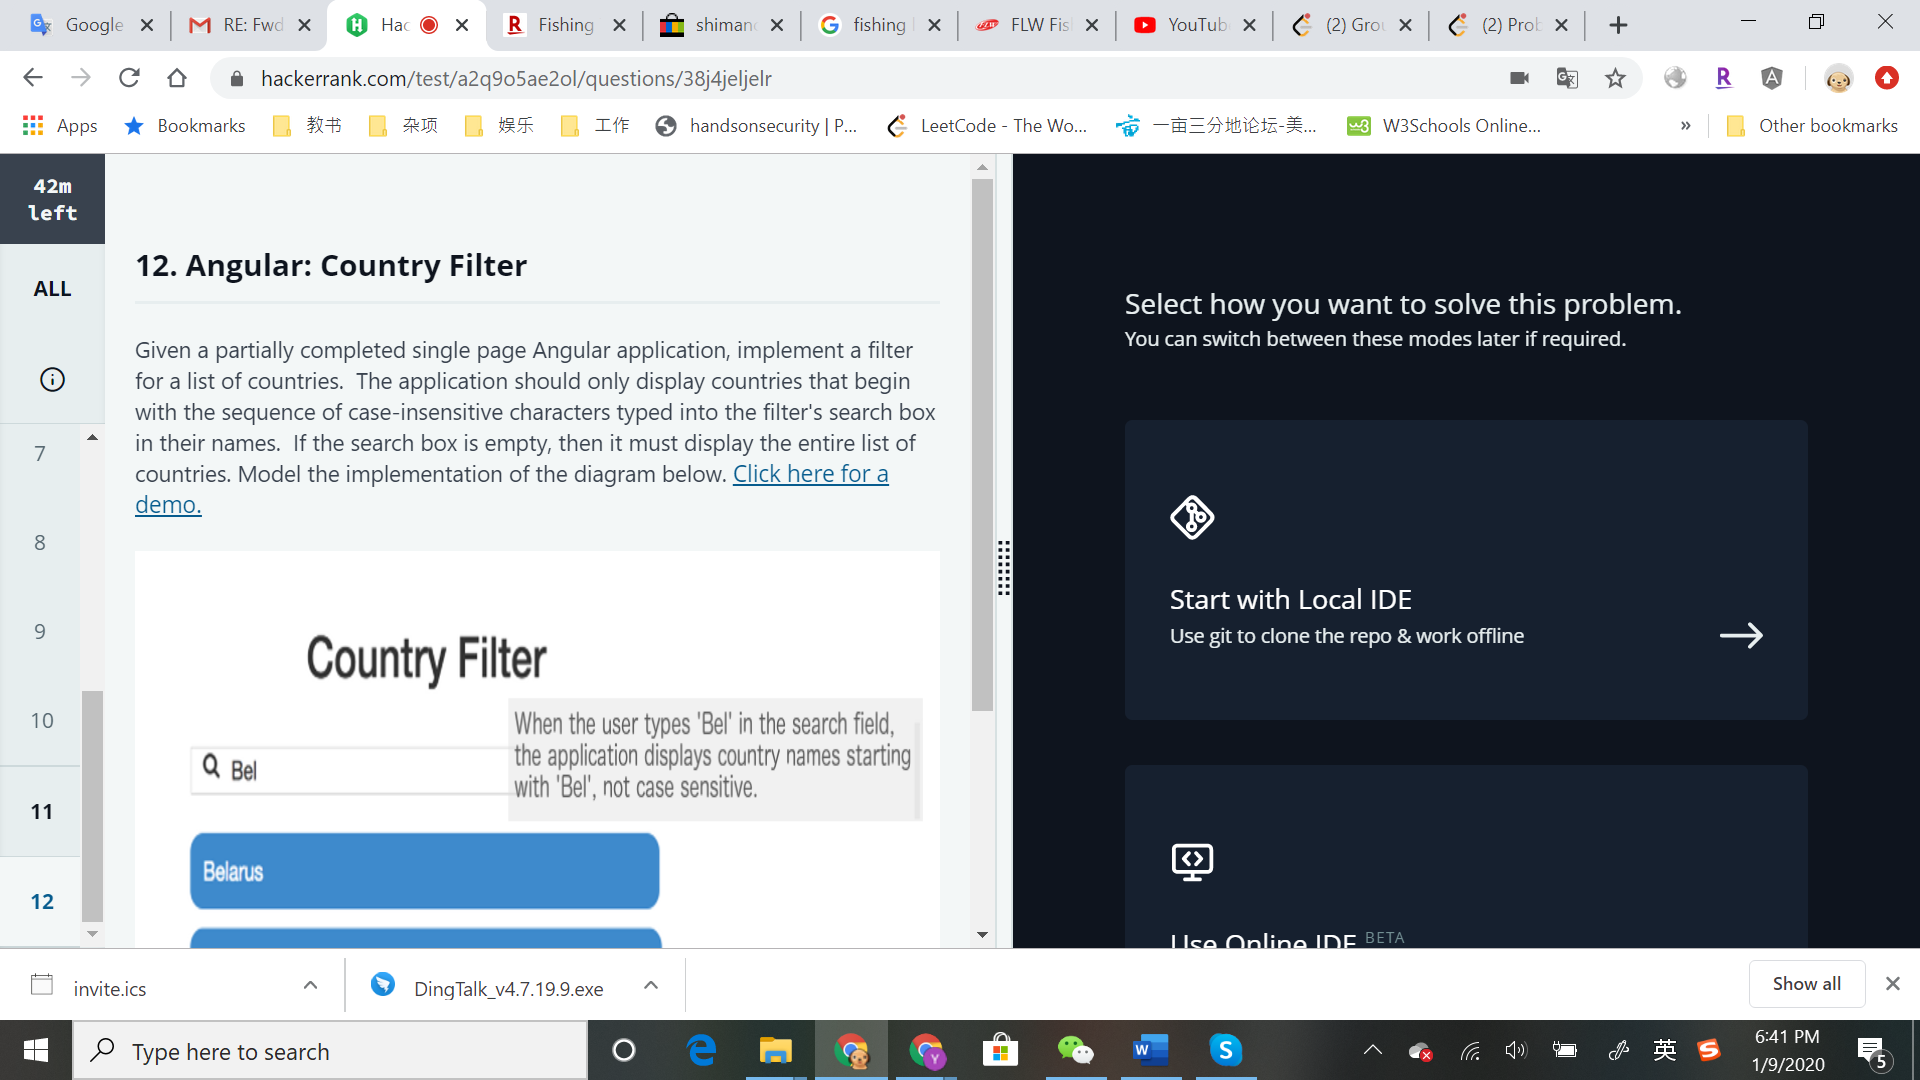 Google
RE: Fwd
Hac
Fishing
shiman
fishing
FLW Fis
YouTub
(2) Grou
(2) Prob
hackerrank.com/test/a2q9o5ae2ol/questions/38j4jeljelr
Apps
Bookmarks
教书
杂项
娱乐
工作
handsonsecurity | P...
LeetCode - The Wo...
一亩三分地论坛-美...
W3Schools Online...
»
Other bookmarks
42m
left
ALL
7
8
9
10
11
12
12. Angular: Country Filter
Given a partially completed single page Angular application, implement a filter
for a list of countries.  The application should only display countries that begin
with the sequence of case-insensitive characters typed into the filter's search box
in their names.  If the search box is empty, then it must display the entire list of
countries. Model the implementation of the diagram below. Click here for a
demo.
Country Filter
When the user types 'Bel' in the search field,
the application displays country names starting
with 'Bel', not case sensitive.
Bel
Belarus
Select how you want to solve this problem.
You can switch between these modes later if required.
Start with Local IDE
Use git to clone the repo & work offline
Use Online IDE BETA
invite.ics
DingTalk_v4.7.19.9.exe
Show all
Type here to search
英
6:41 PM
1/9/2020
5